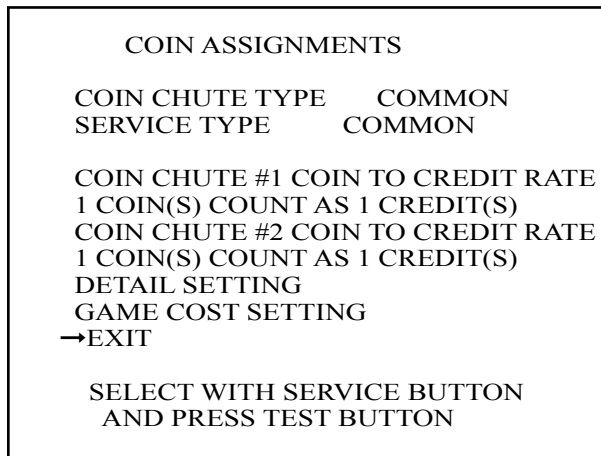 COIN ASSIGNMENTS
COIN CHUTE TYPE COMMON
SERVICE TYPE COMMON
COIN CHUTE #1 COIN TO CREDIT RATE
1 COIN(S) COUNT AS 1 CREDIT(S)
COIN CHUTE #2 COIN TO CREDIT RATE
1 COIN(S) COUNT AS 1 CREDIT(S)
DETAIL SETTING
GAME COST SETTING
→EXIT
SELECT WITH SERVICE BUTTON
AND PRESS TEST BUTTON